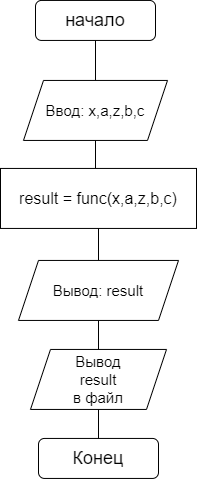 начало
Ввод: x,a,z,b,c
result = func(x,a,z,b,c)
Вывод: result
Вывод
result
в файл
Конец